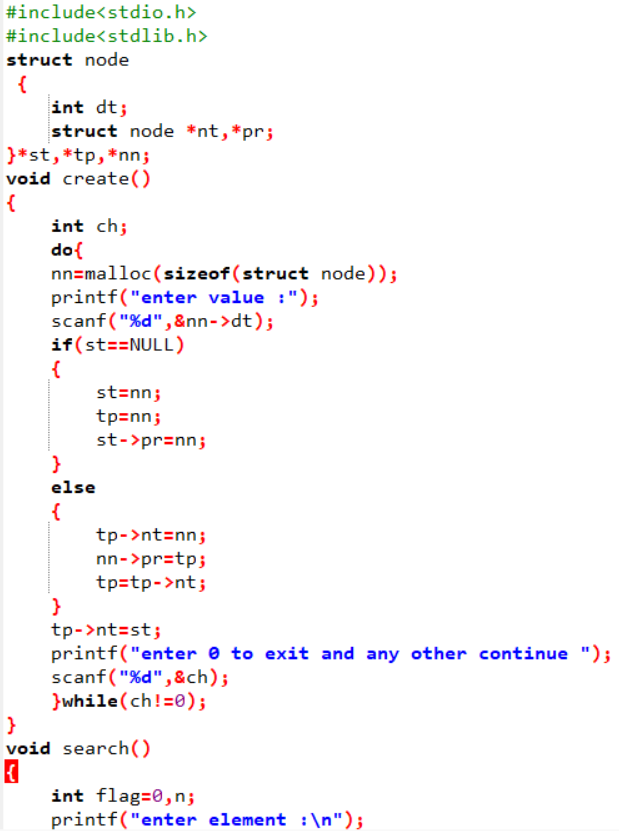 #include<stdio.h>
#include<stdlib.h>
struct node
{
int dt;
struct node *nt,*pr;
}*st,*tp,*nn;
void create()
{
int ch;
do{
nn=malloc(sizeof(struct node));
printf("enter value :");
scanf("%d",&nn->dt);
if(st==NULL)
{
st=nn;
tp=nn;
st->pr=nn;
}
else
{
tp->nt=nn;
nn->pr=tp;
tp=tp->nt;
}
tp->nt=st;
printf("enter 0 to exit and any other continue ");
scanf("%d",&ch);
}while(ch!=0);
}
void search()
{
int flag=0,n;
printf("enter element :\n");